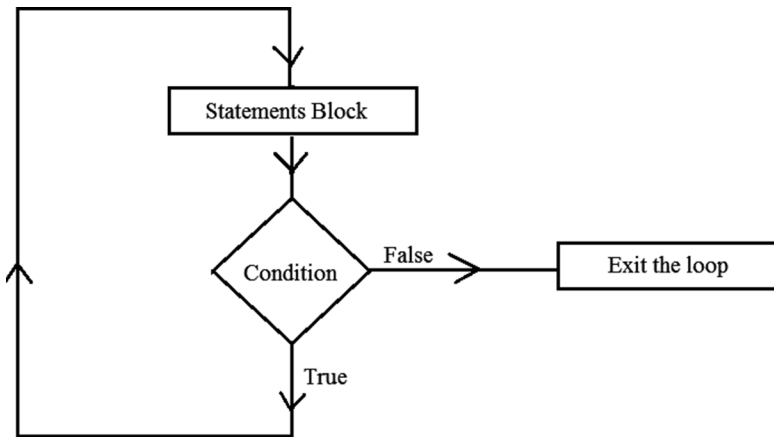 Statements Block
Condition
False
Exit the loop
True